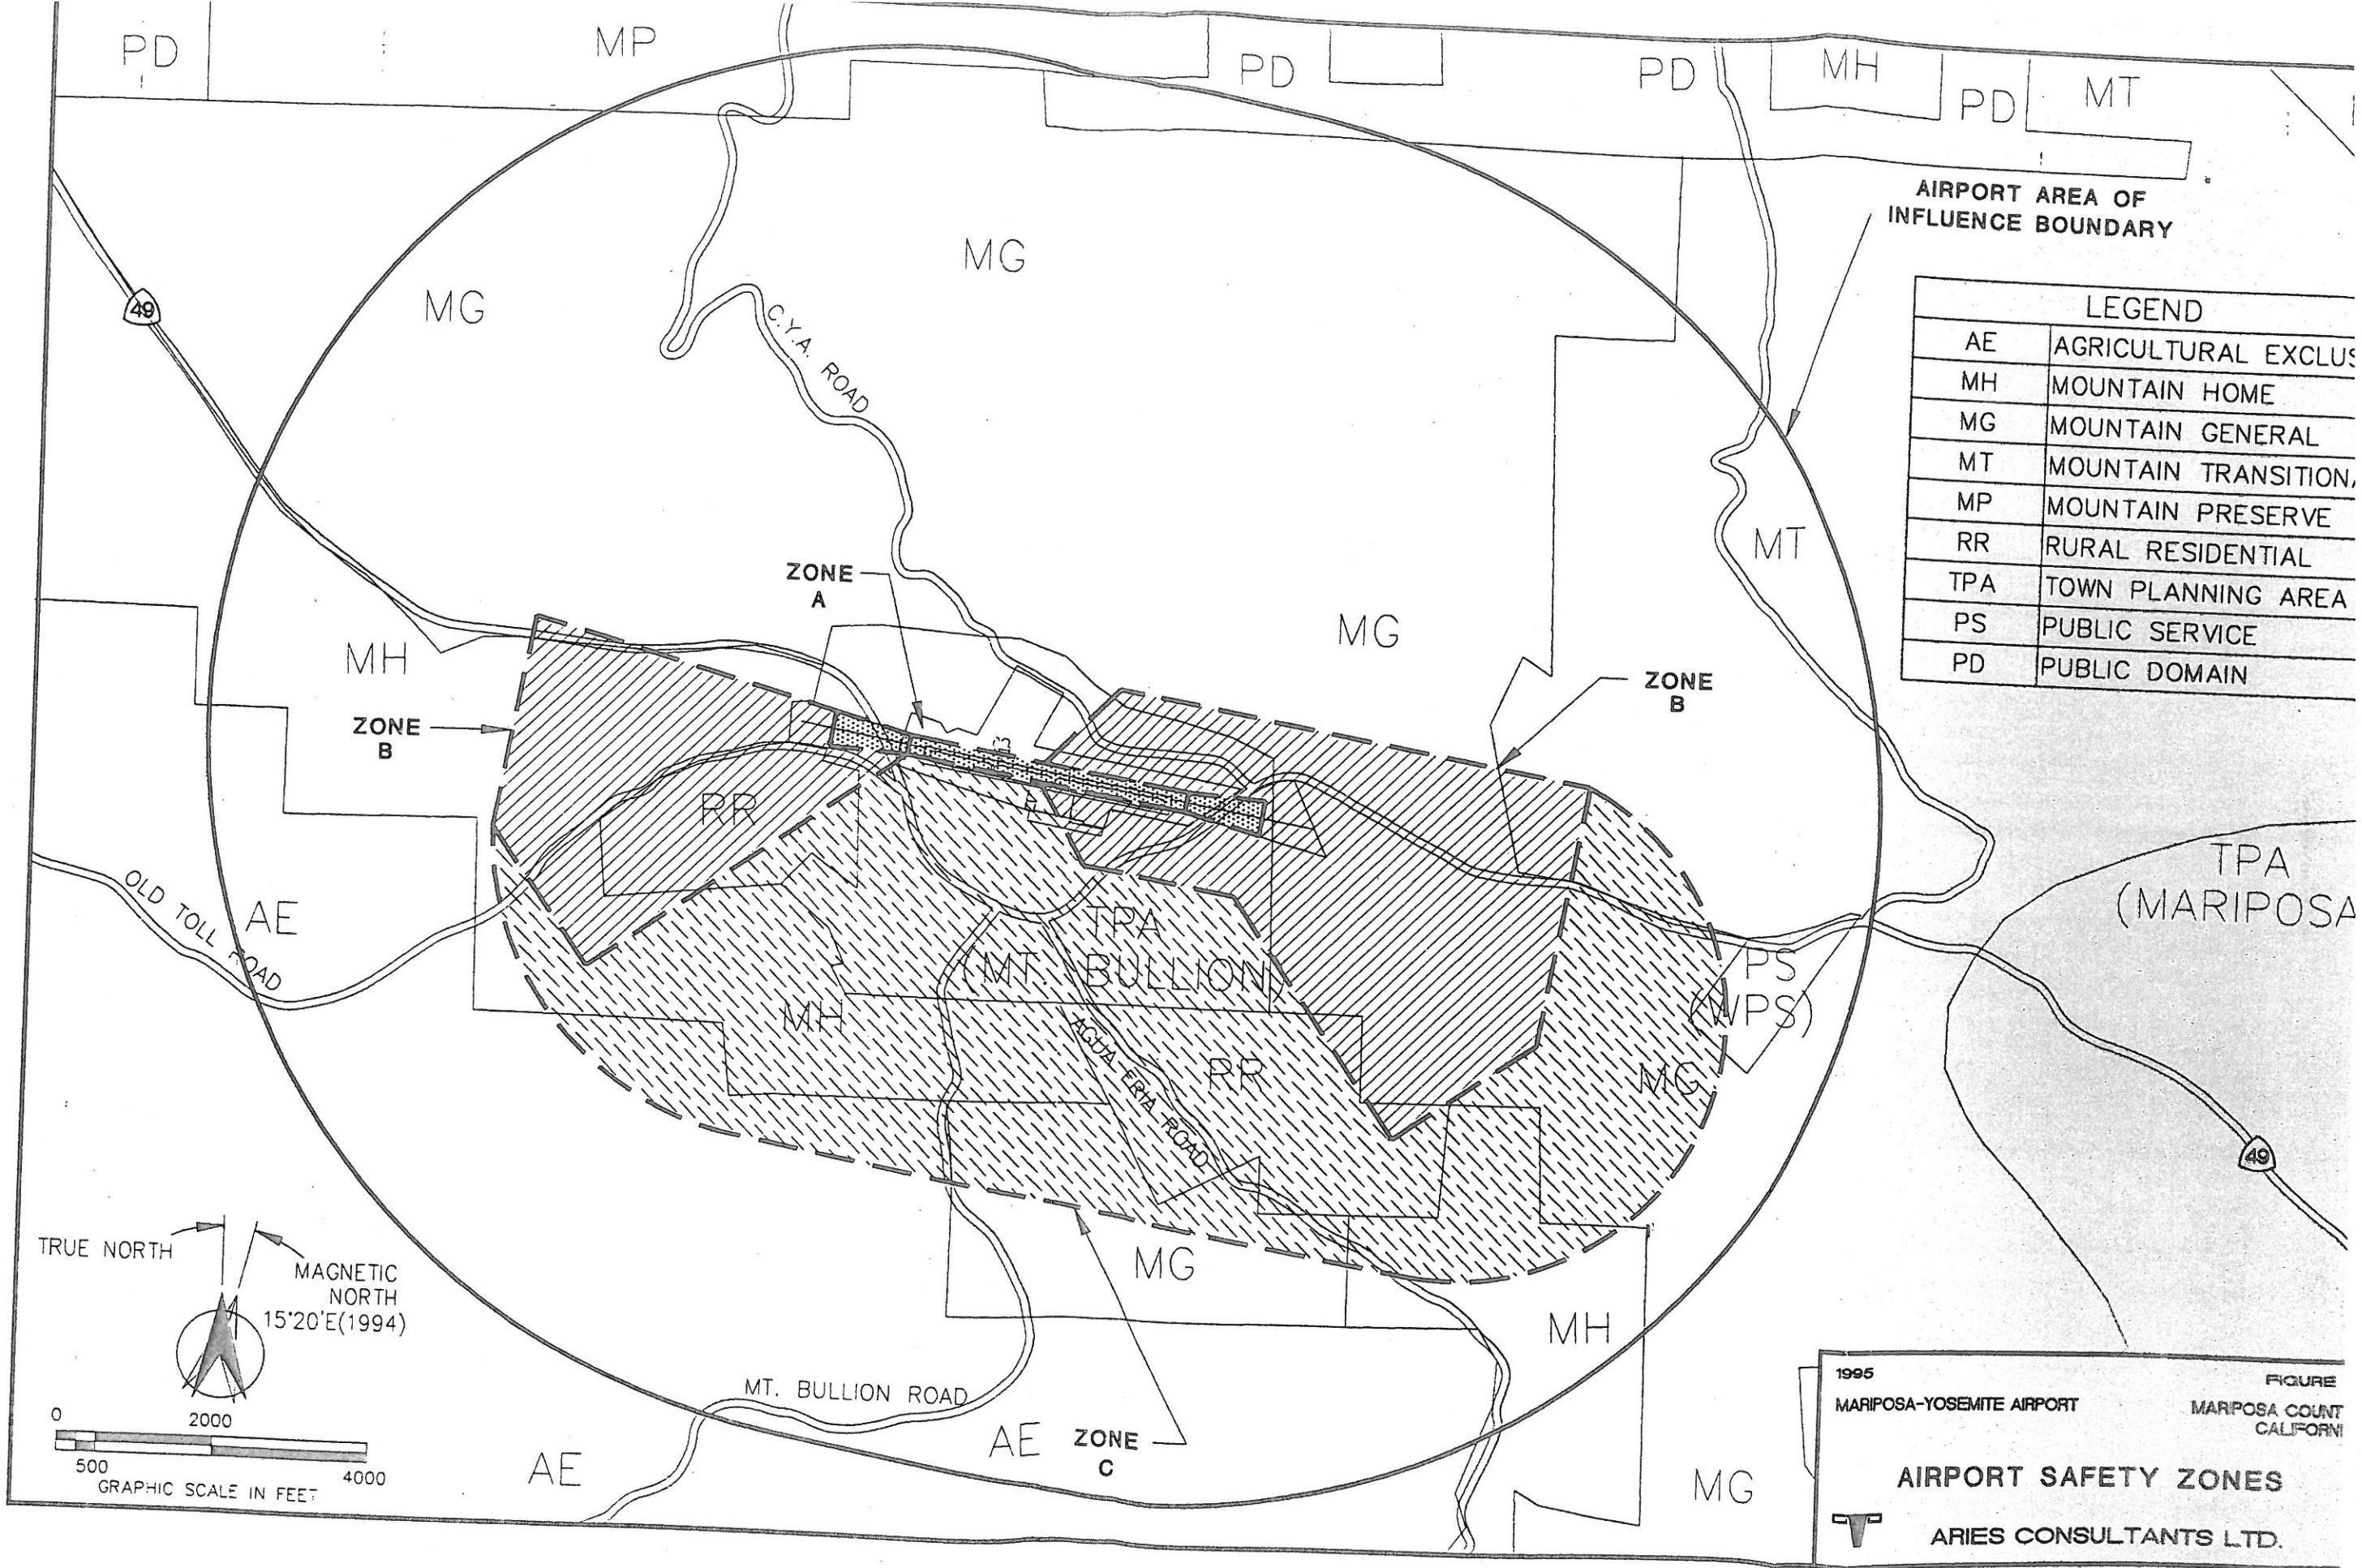 PD
MP
PD
PD
MH
PD
MT
AIRPORT AREA OF
INFLUENCE BOUNDARY
MG
MG
49
C.Y.A. ROAD
LEGEND
AE
MH MOUNTAIN HOME
MG MOUNTAIN GENERAL
MT MOUNTAIN
MP MOUNTAIN PRESERVE
RR RURAL RESIDENTIAL
TPA TOWN PLANNING AREA
PS PUBLIC SERVICE
PD PUBLIC DOMAIN
AGRICULTURAL
MT
ZONE
A
MG
MH
ZONE
B
ZONE
B
RR
OLD TOLL ROAD
AE
TPA
(MT. BULLION)
TPA
(MARIPOSA
PS
(WPS)
MH
AGUA FRIA ROAD
RR
MG
49
MG
MH
TRUE NORTH
MAGNETIC
NORTH
15°20'E(1994)
0 2000
500 4000
GRAPHIC SCALE IN FEET
MT. BULLION ROAD
AE
AE
ZONE
C
MG
1995
FIGURE
MARIPOSA-YOSEMITE AIRPORT
MARIPOSA
AIRPORT SAFETY ZONES
ARIES CONSULTANTS LTD.